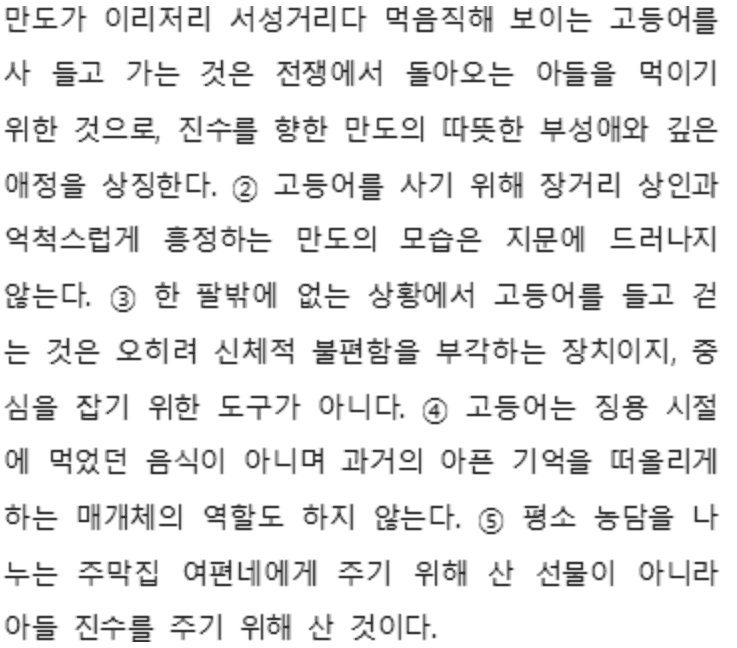 만도가 이리저리 서성거리다 먹음직해 보이는 고등어를
사 들고 가는 것은 전쟁에서 돌아오는 아들을 먹이기
위한 것으로, 진수를 향한 만도의 따뜻한 부성애와 깊은
애정을 상징한다. ② 고등어를 사기 위해 장거리 상인과
억척스럽게 흥정하는 만도의 모습은 지문에 드러나지
않는다. ③ 한 팔밖에 없는 상황에서 고등어를 들고 걷
는 것은 오히려 신체적 불편함을 부각하는 장치이지, 중
심을 잡기 위한 도구가 아니다. ④ 고등어는 징용 시절
에 먹었던 음식이 아니며 과거의 아픈 기억을 떠올리게
하는 매개체의 역할도 하지 않는다. ⑤ 평소 농담을 나
누는 주막집 여편네에게 주기 위해 산 선물이 아니라
아들 진수를 주기 위해 산 것이다.